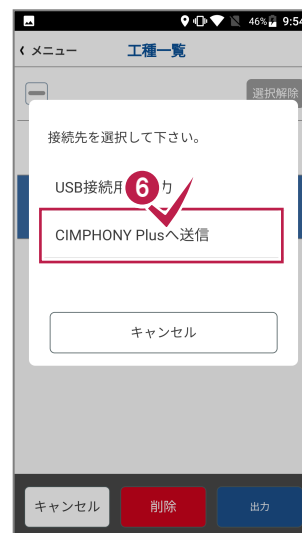 46% 9:54
メニュー 工種一覧
選択解除
接続先を選択して下さい。
USB接続用 力
6
CIMPHONY Plusへ送信
キャンセル
キャンセル 削除 出力